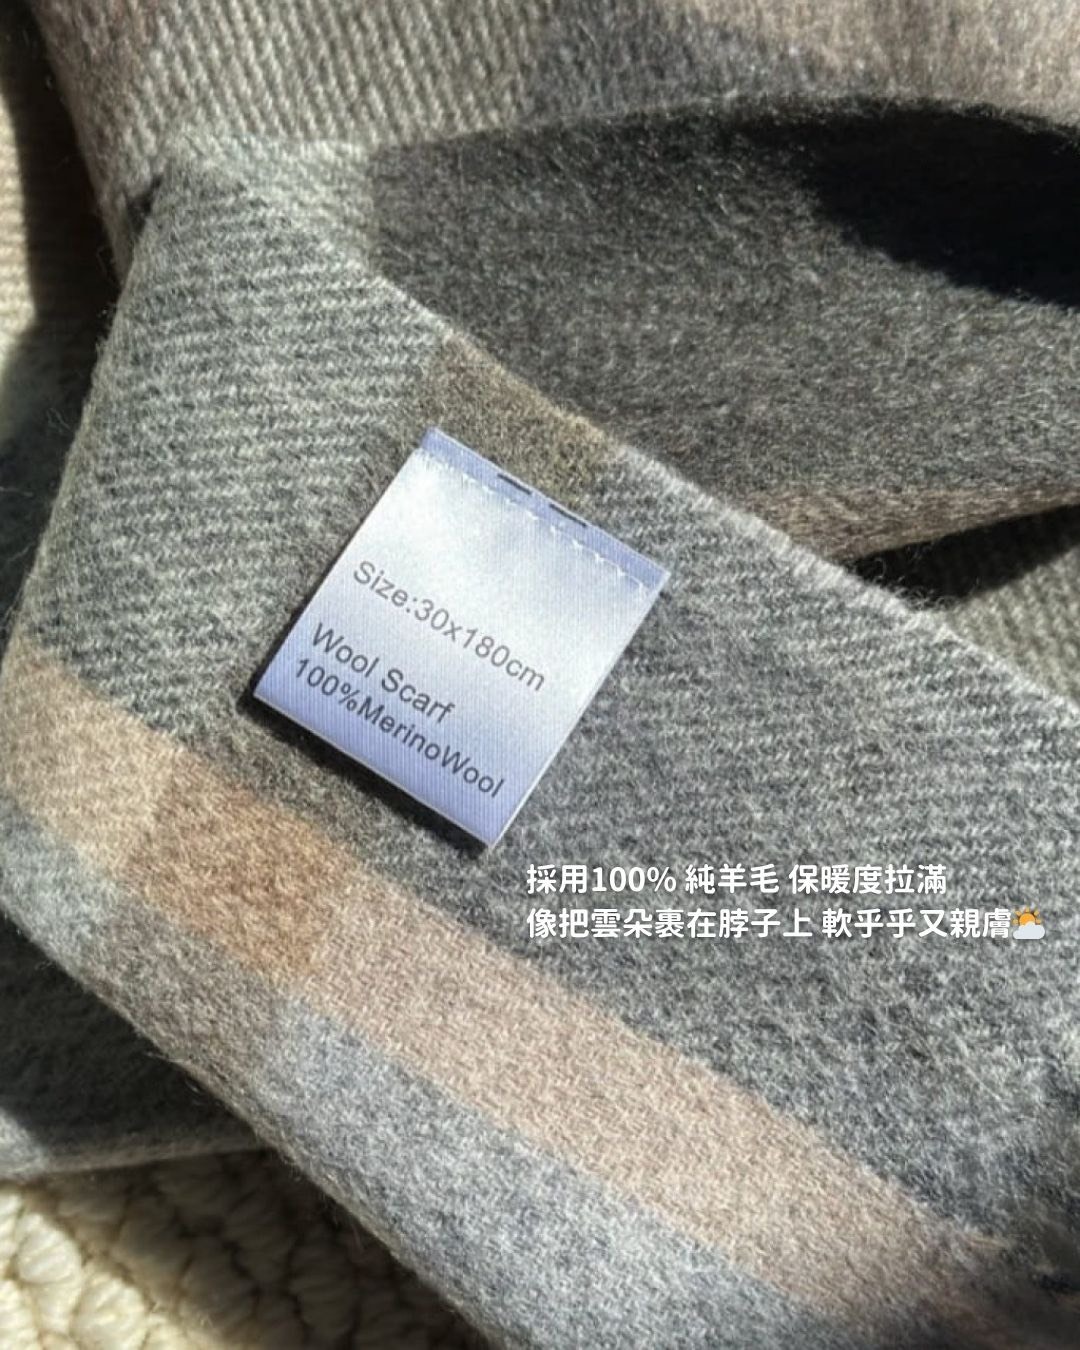 Size:30x180cm
Wool Scarf
100%MerinoWool
採用100% 純羊毛 保暖度拉滿
像把雲朵裹在脖子上 軟乎乎又親膚⛅